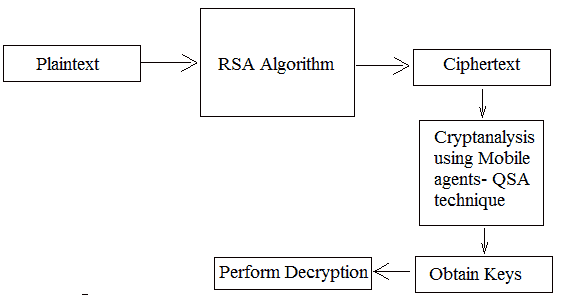 Plaintext
RSA Algorithm
Ciphertext
Cryptanalysis
using Mobile
agents- QSA
technique
Obtain Keys
Perform Decryption